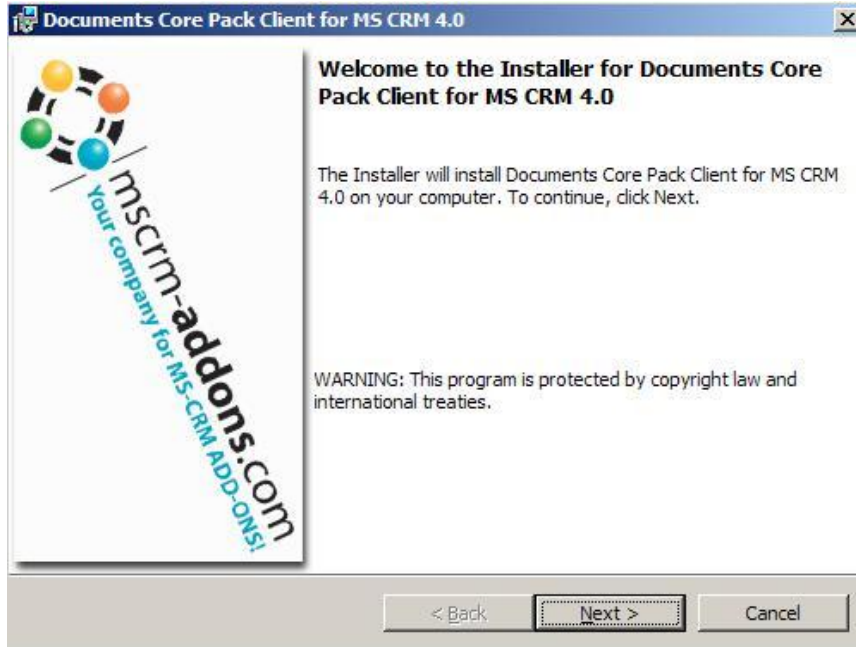 Documents Core Pack Client for MS CRM 4.0
mscrm-addons.com
Your company for MS-CRM ADD-ONS!
Welcome to the Installer for Documents Core
Pack Client for MS CRM 4.0
The Installer will install Documents Core Pack Client for MS CRM
4.0 on your computer. To continue, click Next.
WARNING: This program is protected by copyright law and
international treaties.
< Back
Next >
Cancel